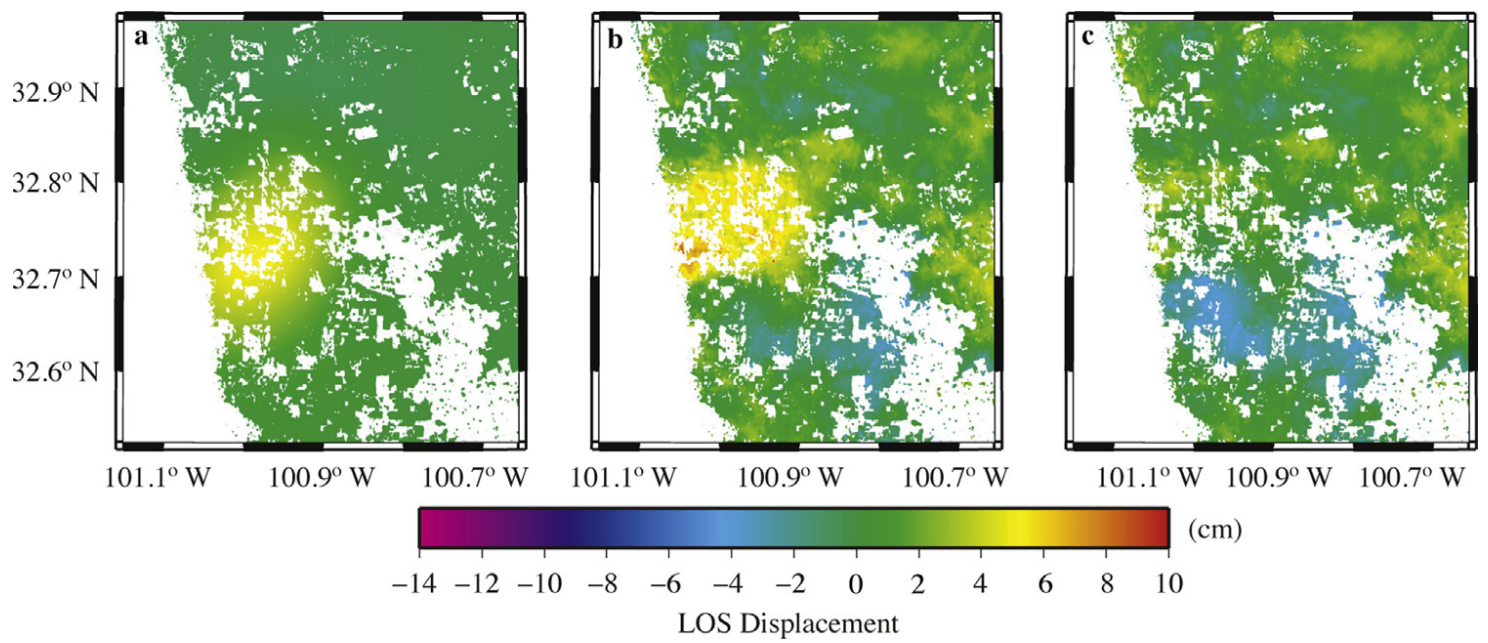 a b c
32.9° N
32.8° N
32.7° N
32.6° N
101.1° W 100.9° W 100.7° W 101.1° W 100.9° W 100.7° W 101.1° W 100.9° W 100.7° W
(cm)
−14 −12 −10 −8 −6 −4 −2 0 2 4 6 8 10
LOS Displacement